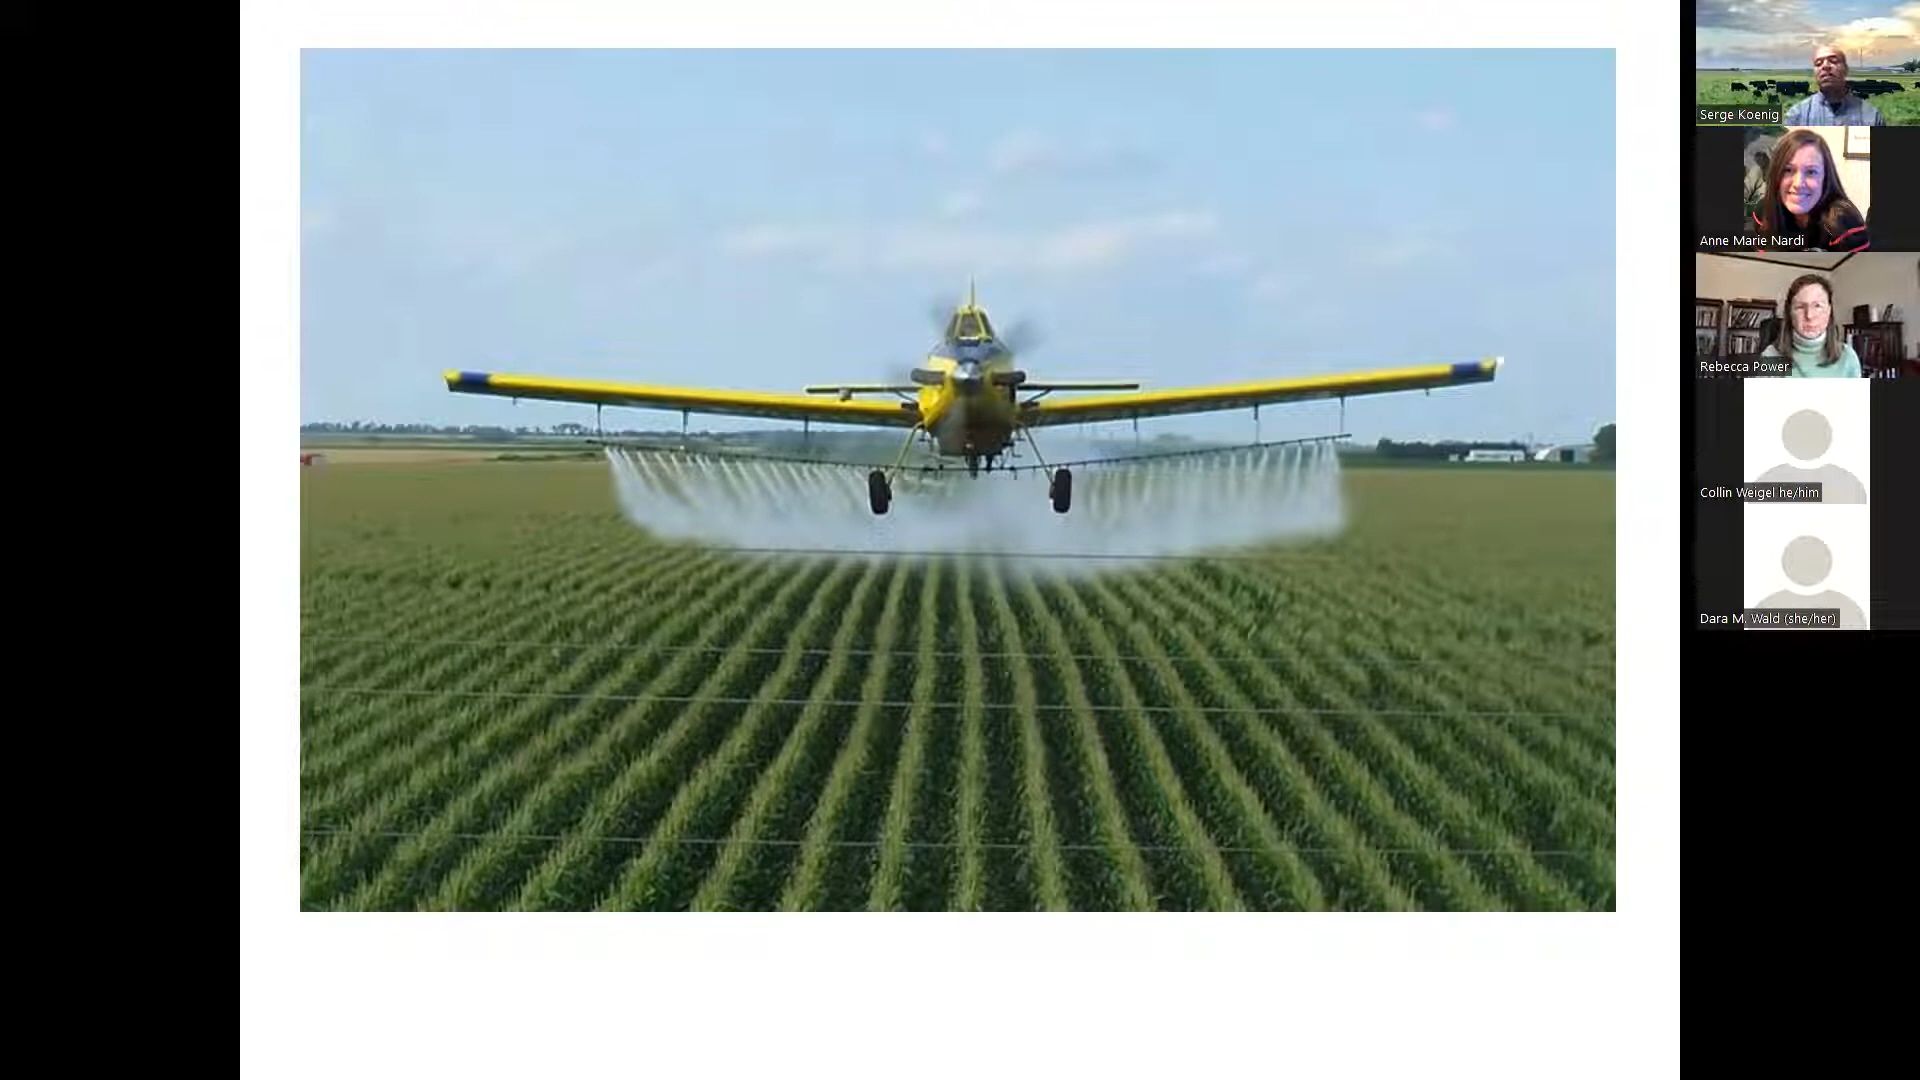 Serge Koenig
Anne Marie Nardi
Rebecca Power
Collin Weigel he/him
Dara M. Wald (she/her)